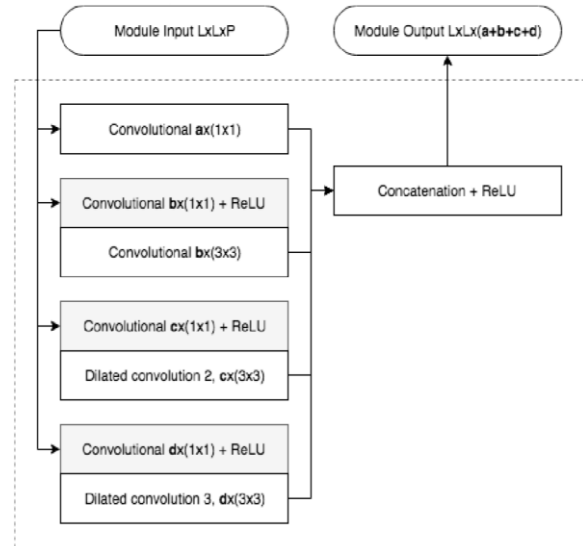 Module Input LxLxP
Module Output LxLx(a+b+c+d)
Convolutional ax(1x1)
Convolutional bx(1x1) + ReLU
Convolutional bx(3x3)
Concatenation + ReLU
Convolutional cx(1x1) + ReLU
Dilated convolution 2, cx(3x3)
Convolutional dx(1x1) + ReLU
Dilated convolution 3, dx(3x3)